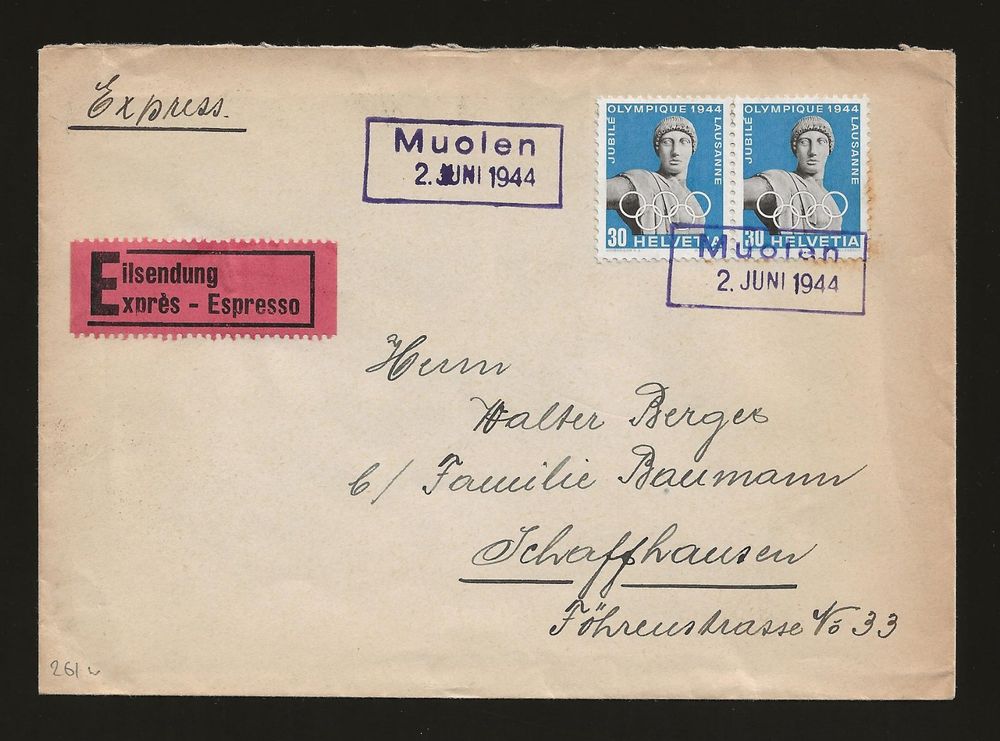 Express.
Muolen
2. JUNI 1944
JUBILÉ OLYMPIQUE 1944 LAUSANNE
30 HELVETIA
JUBILÉ OLYMPIQUE 1944 LAUSANNE
30 HELVETIA
Muolen
2. JUNI 1944
Eilsendung
Exprès - Espresso
Herrn
Walter Berger
b/ Familie Baumann
Schaffhausen
Föhrenstrasse No 33
261